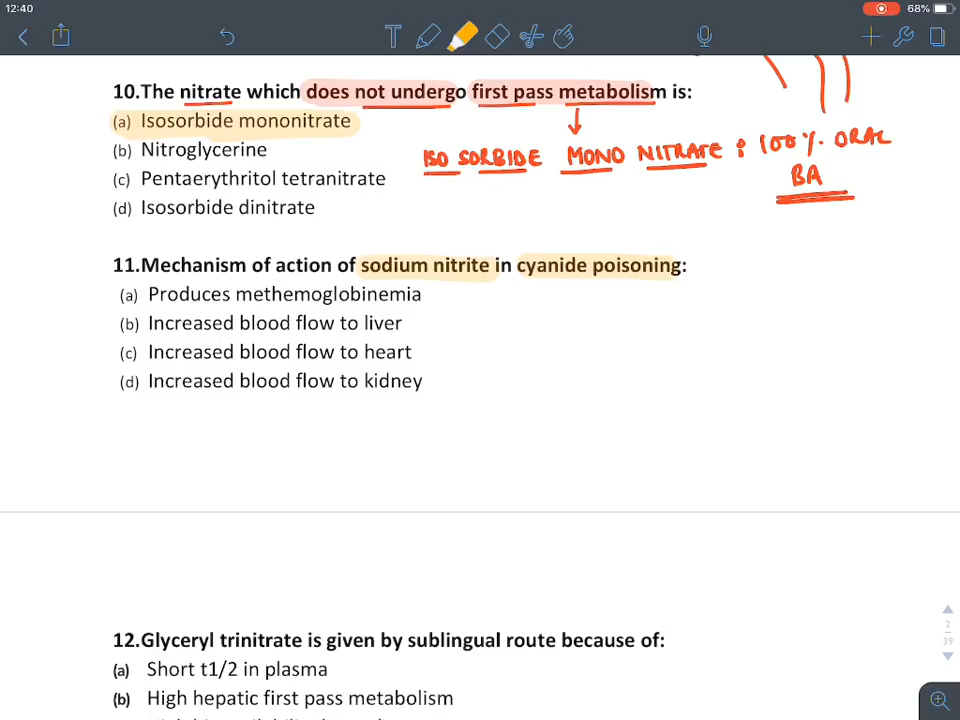 12:40
68%
10.The nitrate which does not undergo first pass metabolism is:
(a) Isosorbide mononitrate
(b) Nitroglycerine
(c) Pentaerythritol tetranitrate
(d) Isosorbide dinitrate
ISO SORBIDE MONO NITRATE : 100 % ORAL
BA
11.Mechanism of action of sodium nitrite in cyanide poisoning:
(a) Produces methemoglobinemia
(b) Increased blood flow to liver
(c) Increased blood flow to heart
(d) Increased blood flow to kidney
2
39
12.Glyceryl trinitrate is given by sublingual route because of:
(a) Short t1/2 in plasma
(b) High hepatic first pass metabolism